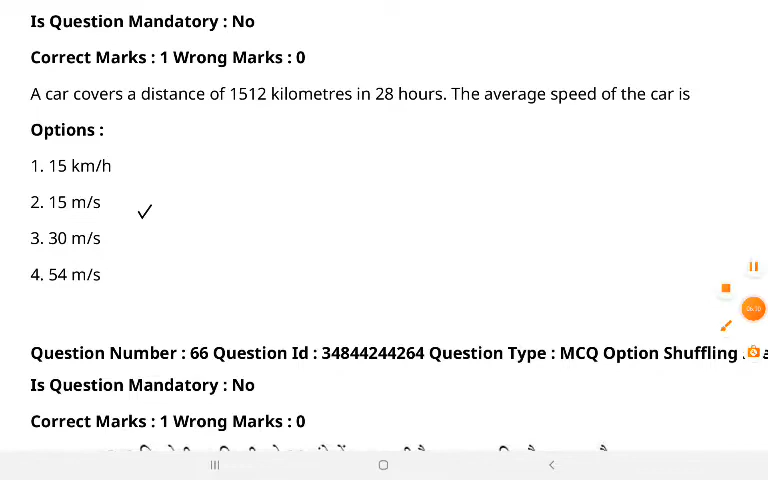 Is Question Mandatory : No
Correct Marks : 1 Wrong Marks : 0
A car covers a distance of 1512 kilometres in 28 hours. The average speed of the car is
Options :
1. 15 km/h
2. 15 m/s
3. 30 m/s
4. 54 m/s
Question Number : 66 Question Id : 34844244264 Question Type : MCQ Option Shuffling
Is Question Mandatory : No
Correct Marks : 1 Wrong Marks : 0